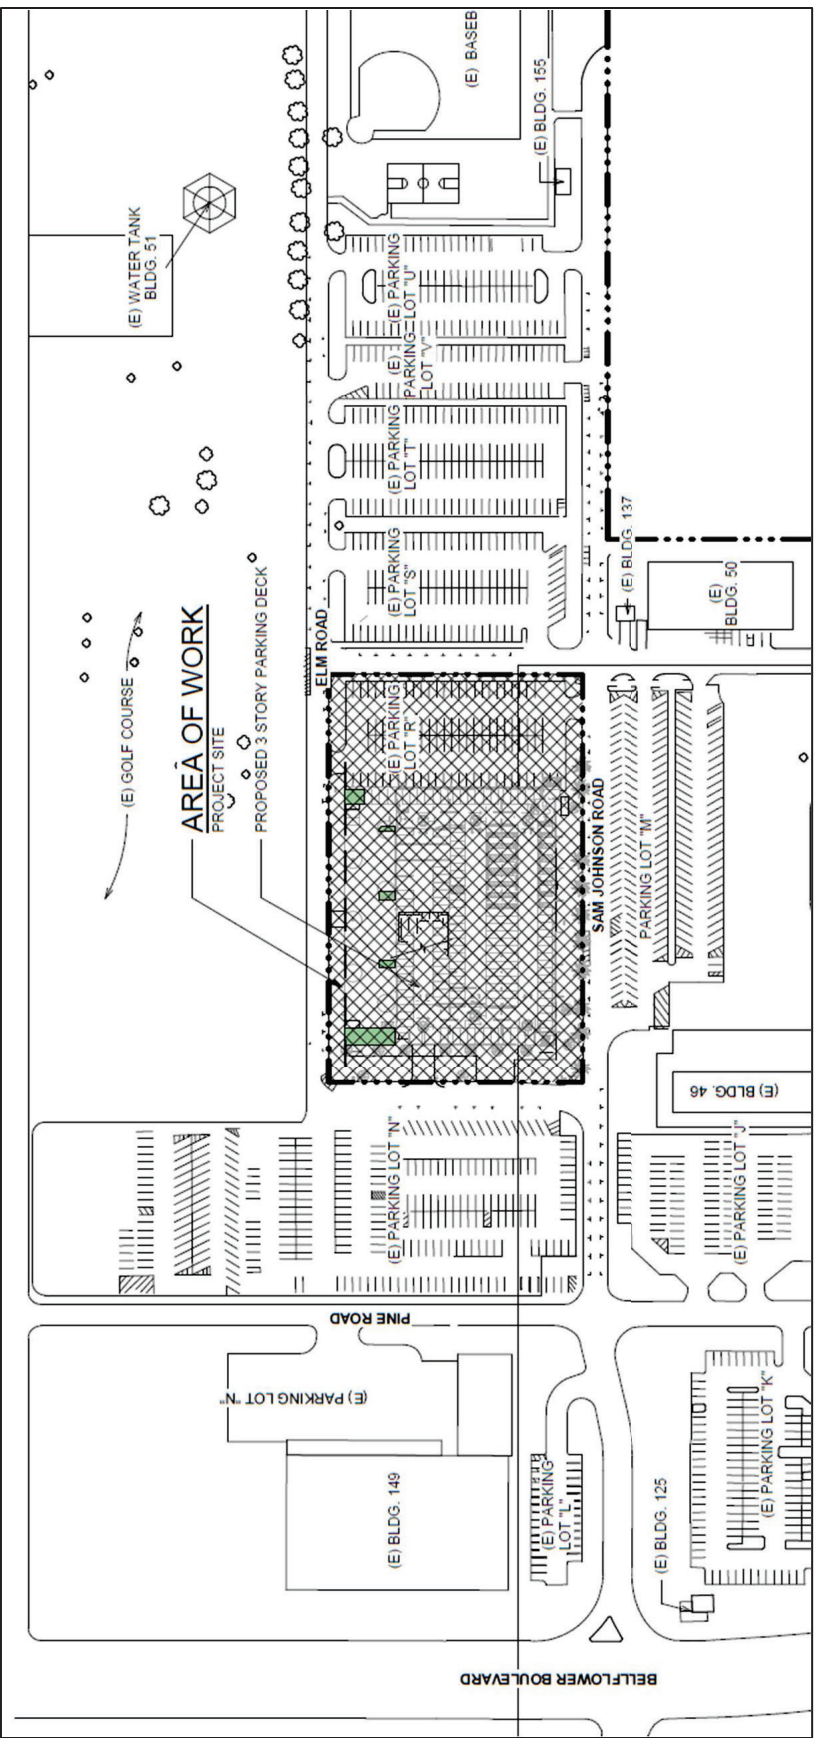 (E) BASEB
(E) BLDG. 155
(E) WATER TANK
BLDG. 51
(E) PARKING
LOT "U"
(E)
PARKING
LOT "V"
(E) PARKING
LOT "T"
(E) PARKING
LOT "S"
(E) BLDG. 137
(E)
BLDG. 50
(E) GOLF COURSE
AREA OF WORK
PROJECT SITE
PROPOSED 3 STORY PARKING DECK
ELM ROAD
(E) PARKING
LOT "R"
SAM JOHNSON ROAD
PARKING LOT "M"
(E) BLDG. 46
(E) PARKING LOT "N"
(E) PARKING LOT "J"
PINE ROAD
(E) PARKING LOT "N"
(E) BLDG. 149
(E) PARKING
LOT "L"
(E) PARKING LOT "K"
(E) BLDG. 125
BELLFLOWER BOULEVARD